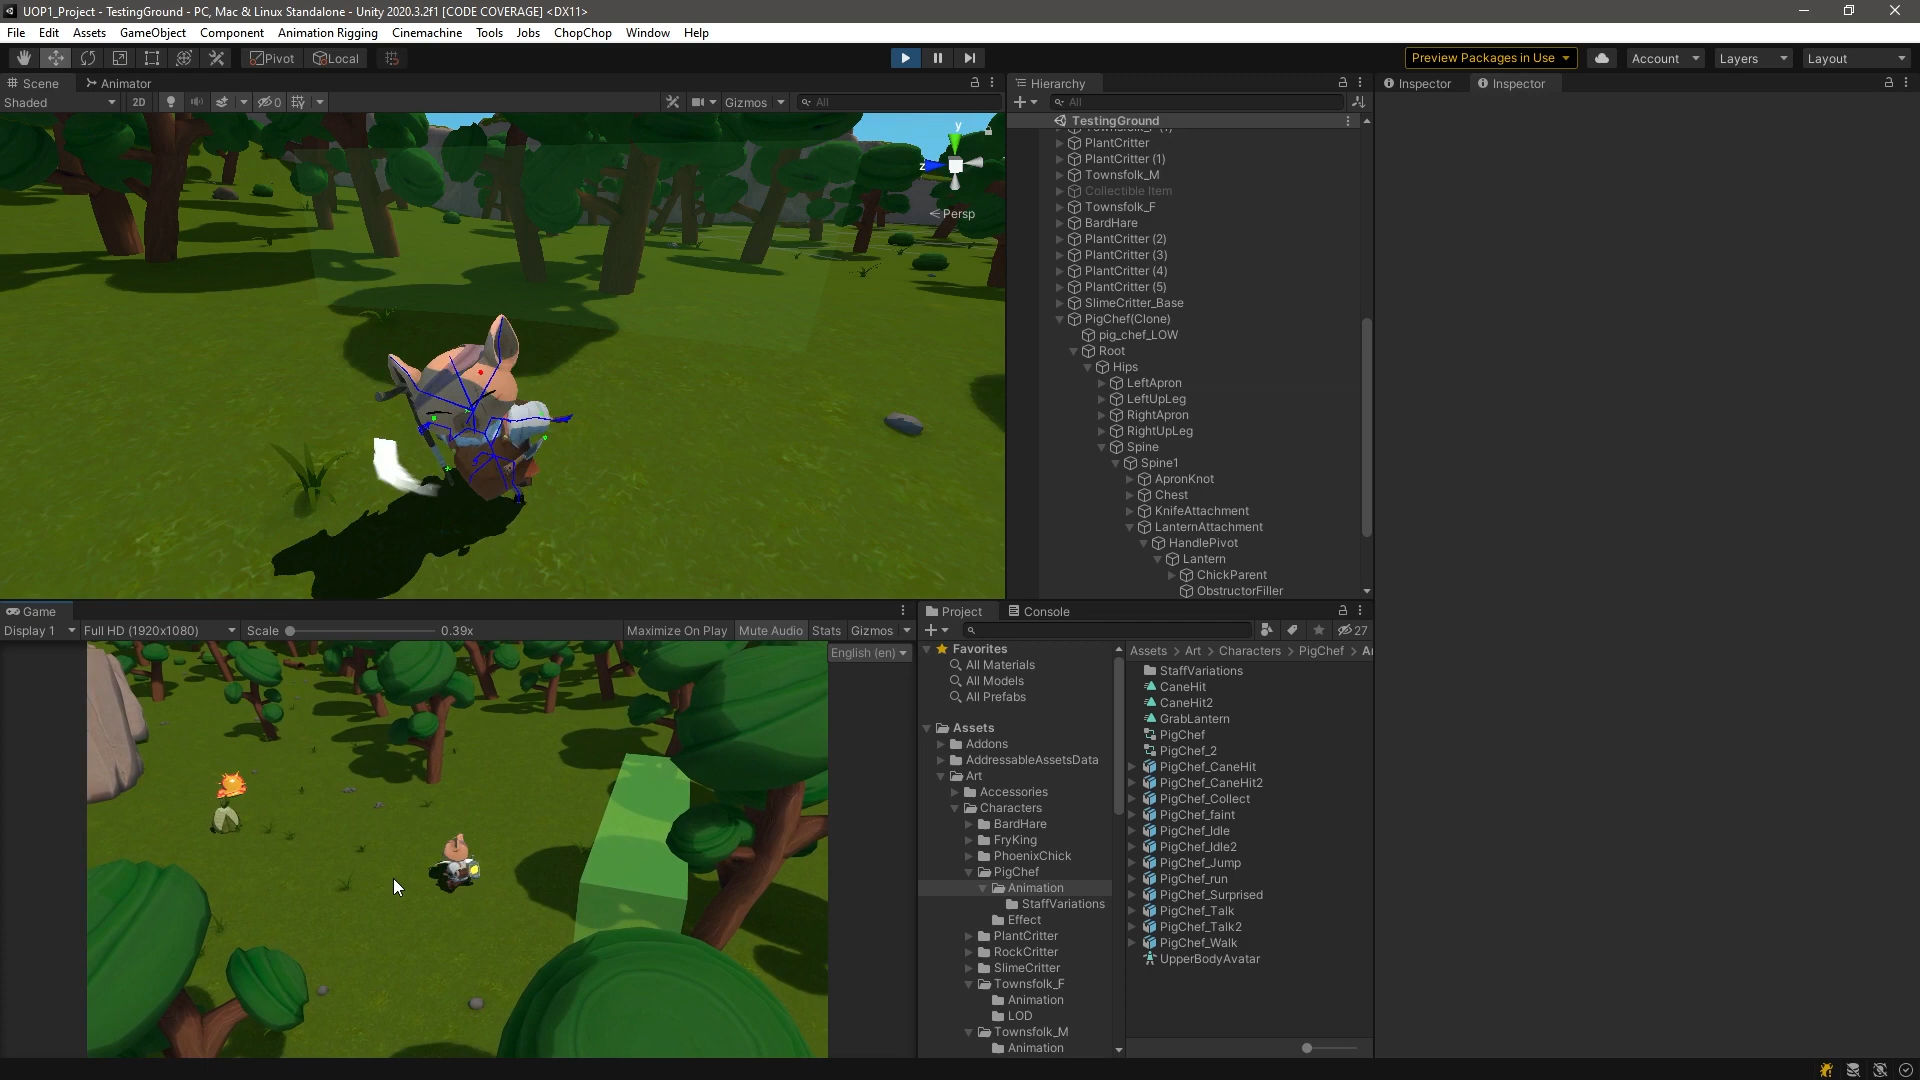 UOP1_Project - TestingGround - PC, Mac & Linux Standalone - Unity 2020.3.2f1 [CODE COVERAGE] <DX11>
File Edit Assets GameObject Component Animation Rigging Cinemachine Tools Jobs ChopChop Window Help
Pivot Local Preview Packages in Use Account Layers Layout
Scene Animator
Shaded 2D 0 Gizmos All
y
z
Persp
Hierarchy
All
TestingGround
PlantCritter
PlantCritter (1)
Townsfolk_M
Collectible Item
Townsfolk_F
BardHare
PlantCritter (2)
PlantCritter (3)
PlantCritter (4)
PlantCritter (5)
SlimeCritter_Base
PigChef(Clone)
pig_chef_LOW
Root
Hips
LeftApron
LeftUpLeg
RightApron
RightUpLeg
Spine
Spine1
ApronKnot
Chest
KnifeAttachment
LanternAttachment
HandlePivot
Lantern
ChickParent
ObstructorFiller
Inspector Inspector
Game
Display 1 Full HD (1920x1080) Scale 0.39x Maximize On Play Mute Audio Stats Gizmos
English (en)
Project Console
27
Favorites
All Materials
All Models
All Prefabs
Assets
Addons
AddressableAssetsData
Art
Accessories
Characters
BardHare
FryKing
PhoenixChick
PigChef
Animation
StaffVariations
Effect
PlantCritter
RockCritter
SlimeCritter
Townsfolk_F
Animation
LOD
Townsfolk_M
Animation
Assets > Art > Characters > PigChef >
StaffVariations
CaneHit
CaneHit2
GrabLantern
PigChef
PigChef_2
PigChef_CaneHit
PigChef_CaneHit2
PigChef_Collect
PigChef_faint
PigChef_Idle
PigChef_Idle2
PigChef_Jump
PigChef_run
PigChef_Surprised
PigChef_Talk
PigChef_Talk2
PigChef_Walk
UpperBodyAvatar